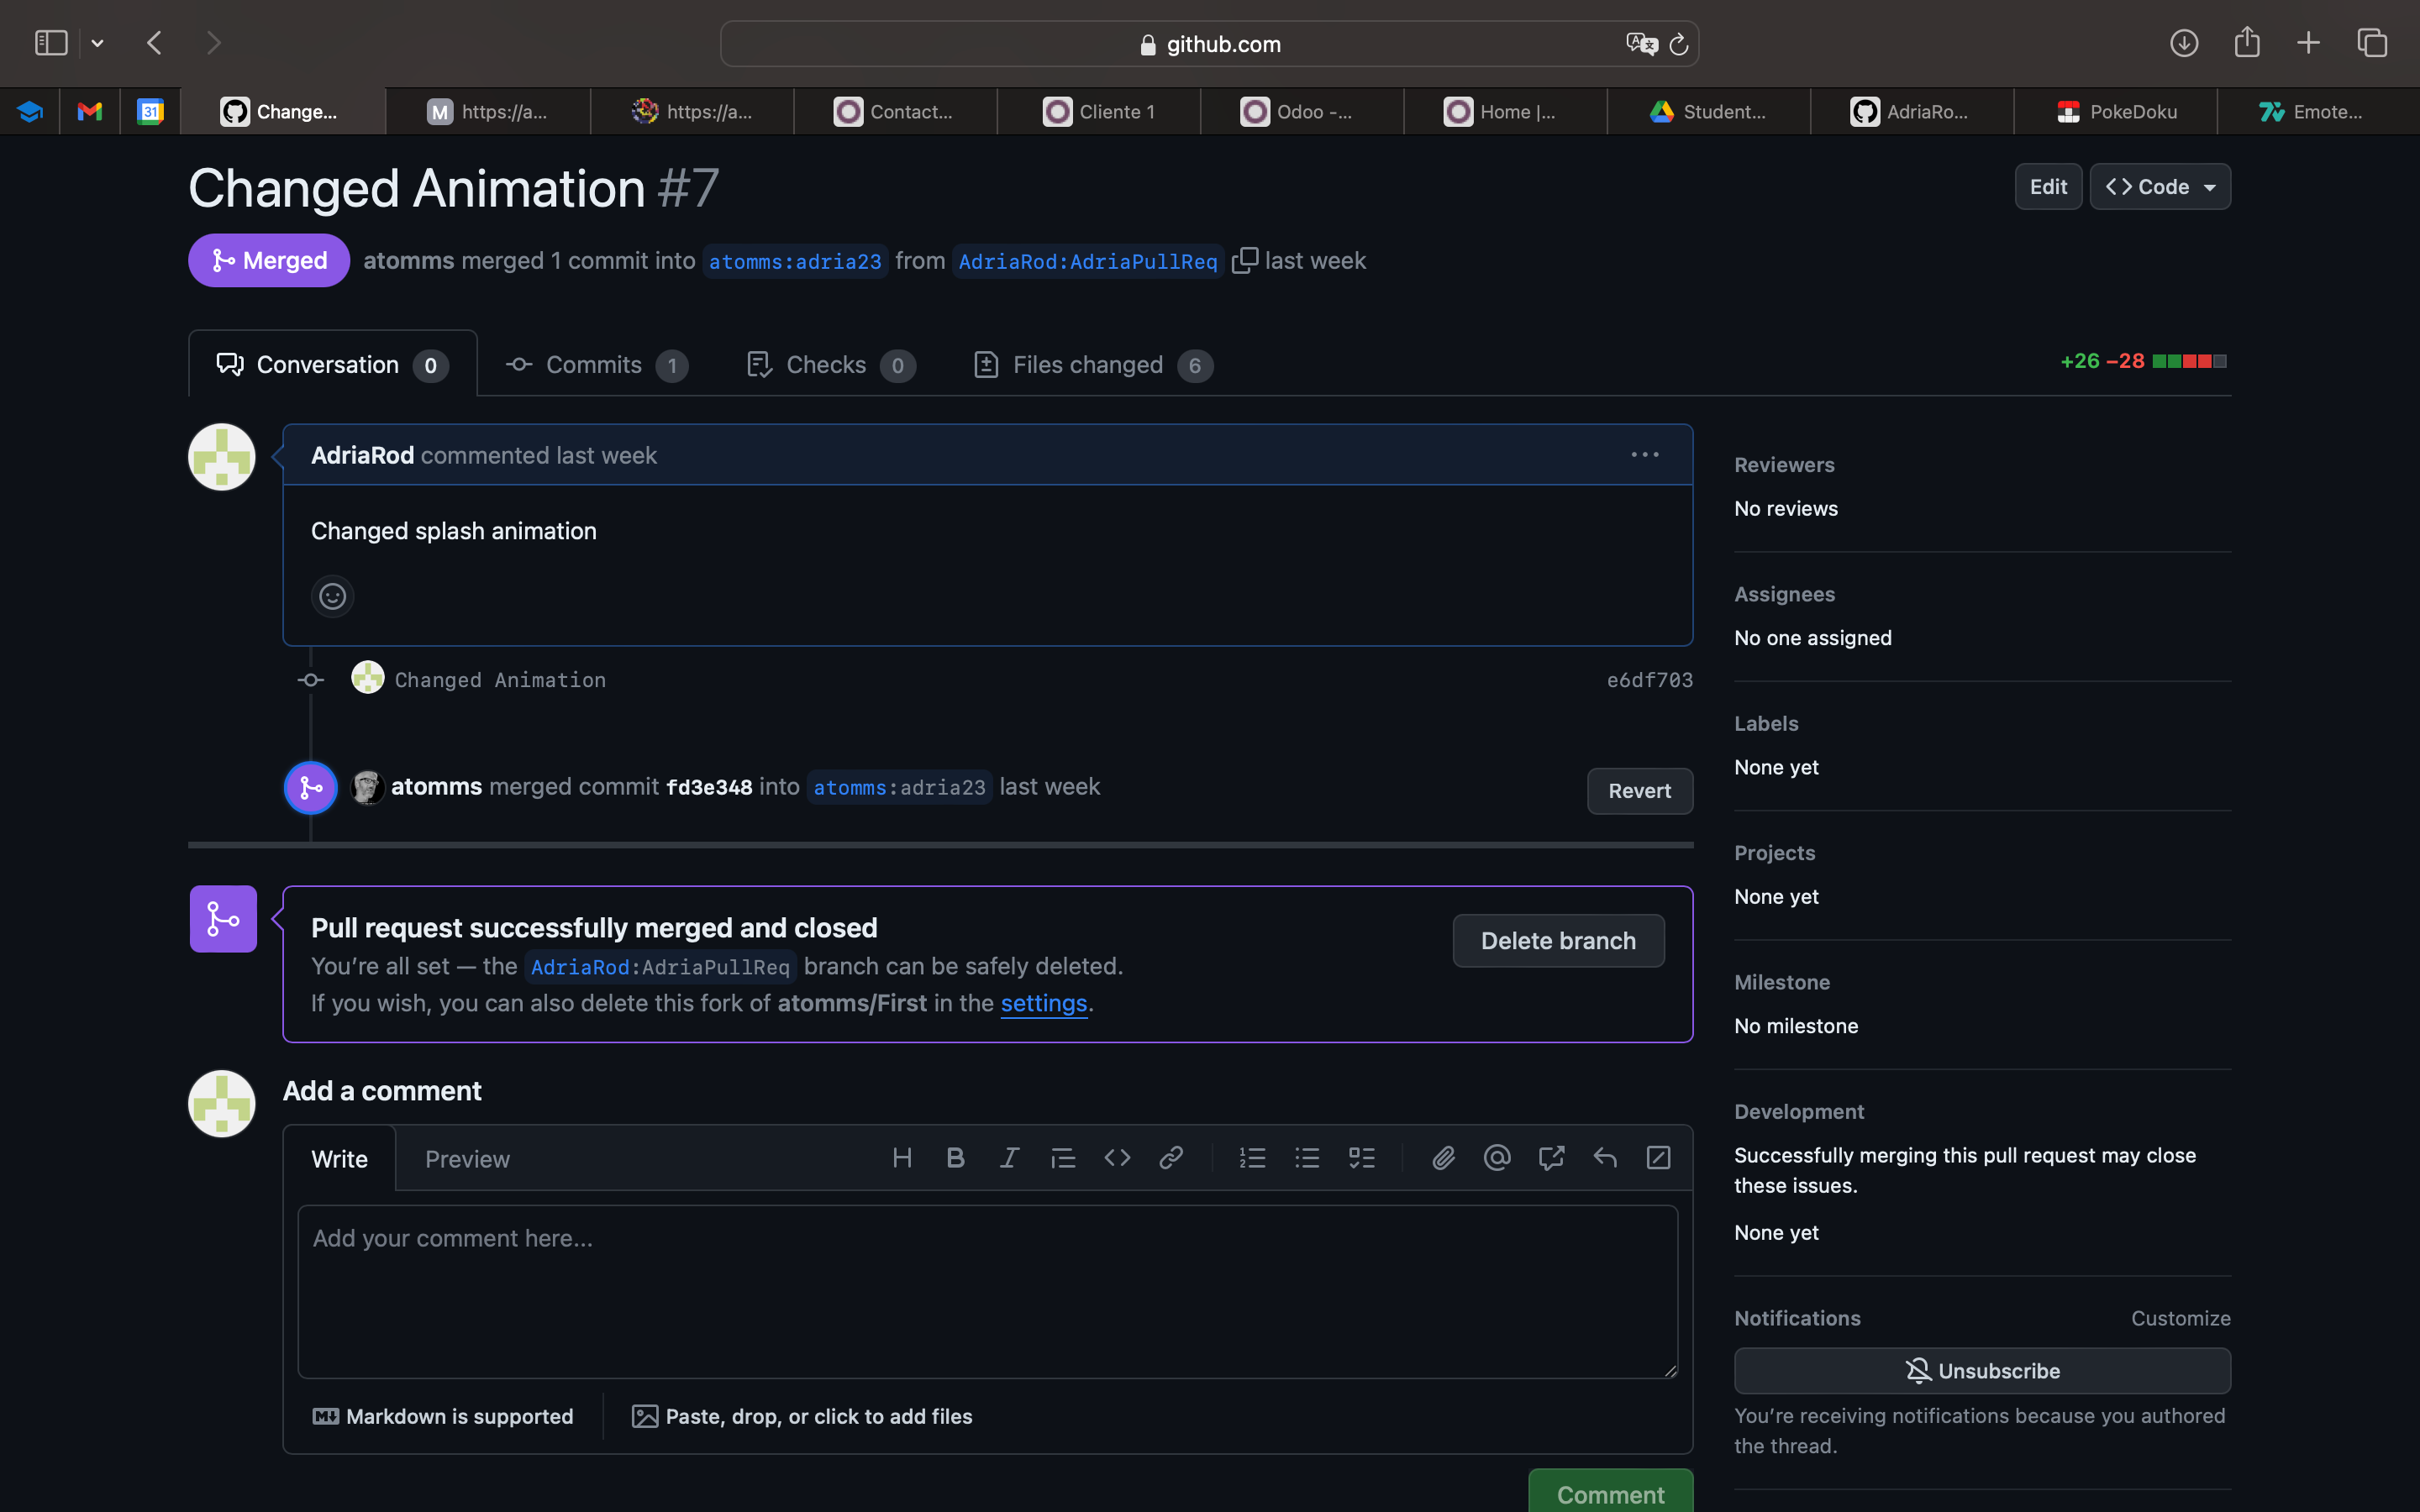 github.com
31
Change...
M https://a...
https://a...
Contact...
Cliente 1
Odoo -...
Home |...
Student...
AdriaRo...
PokeDoku
Emote...
Changed Animation #7
Edit
Code
Merged
atomms merged 1 commit into atomms:adria23 from AdriaRod:AdriaPullReq last week
Conversation 0
Commits 1
Checks 0
Files changed 6
+26 −28
AdriaRod commented last week
Changed splash animation
Changed Animation
e6df703
atomms merged commit fd3e348 into atomms:adria23 last week
Revert
Pull request successfully merged and closed
You're all set — the AdriaRod:AdriaPullReq branch can be safely deleted.
If you wish, you can also delete this fork of atomms/First in the settings.
Delete branch
Add a comment
Write
Preview
Add your comment here...
Markdown is supported
Paste, drop, or click to add files
Comment
Reviewers
No reviews
Assignees
No one assigned
Labels
None yet
Projects
None yet
Milestone
No milestone
Development
Successfully merging this pull request may close
these issues.
None yet
Notifications
Customize
Unsubscribe
You're receiving notifications because you authored
the thread.